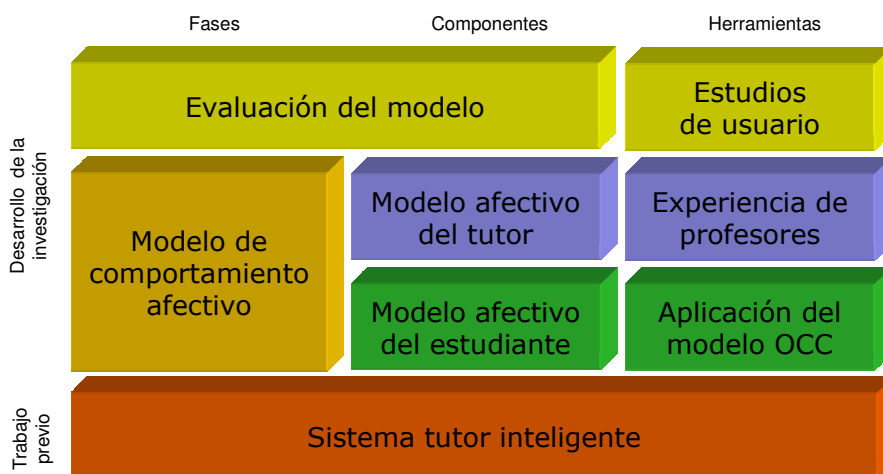 Fases
Componentes
Herramientas
Desarrollo de la
investigación
Evaluación del modelo
Estudios
de usuario
Modelo de
comportamiento
afectivo
Modelo afectivo
del tutor
Experiencia de
profesores
Modelo afectivo
del estudiante
Aplicación del
modelo OCC
Trabajo
previo
Sistema tutor inteligente